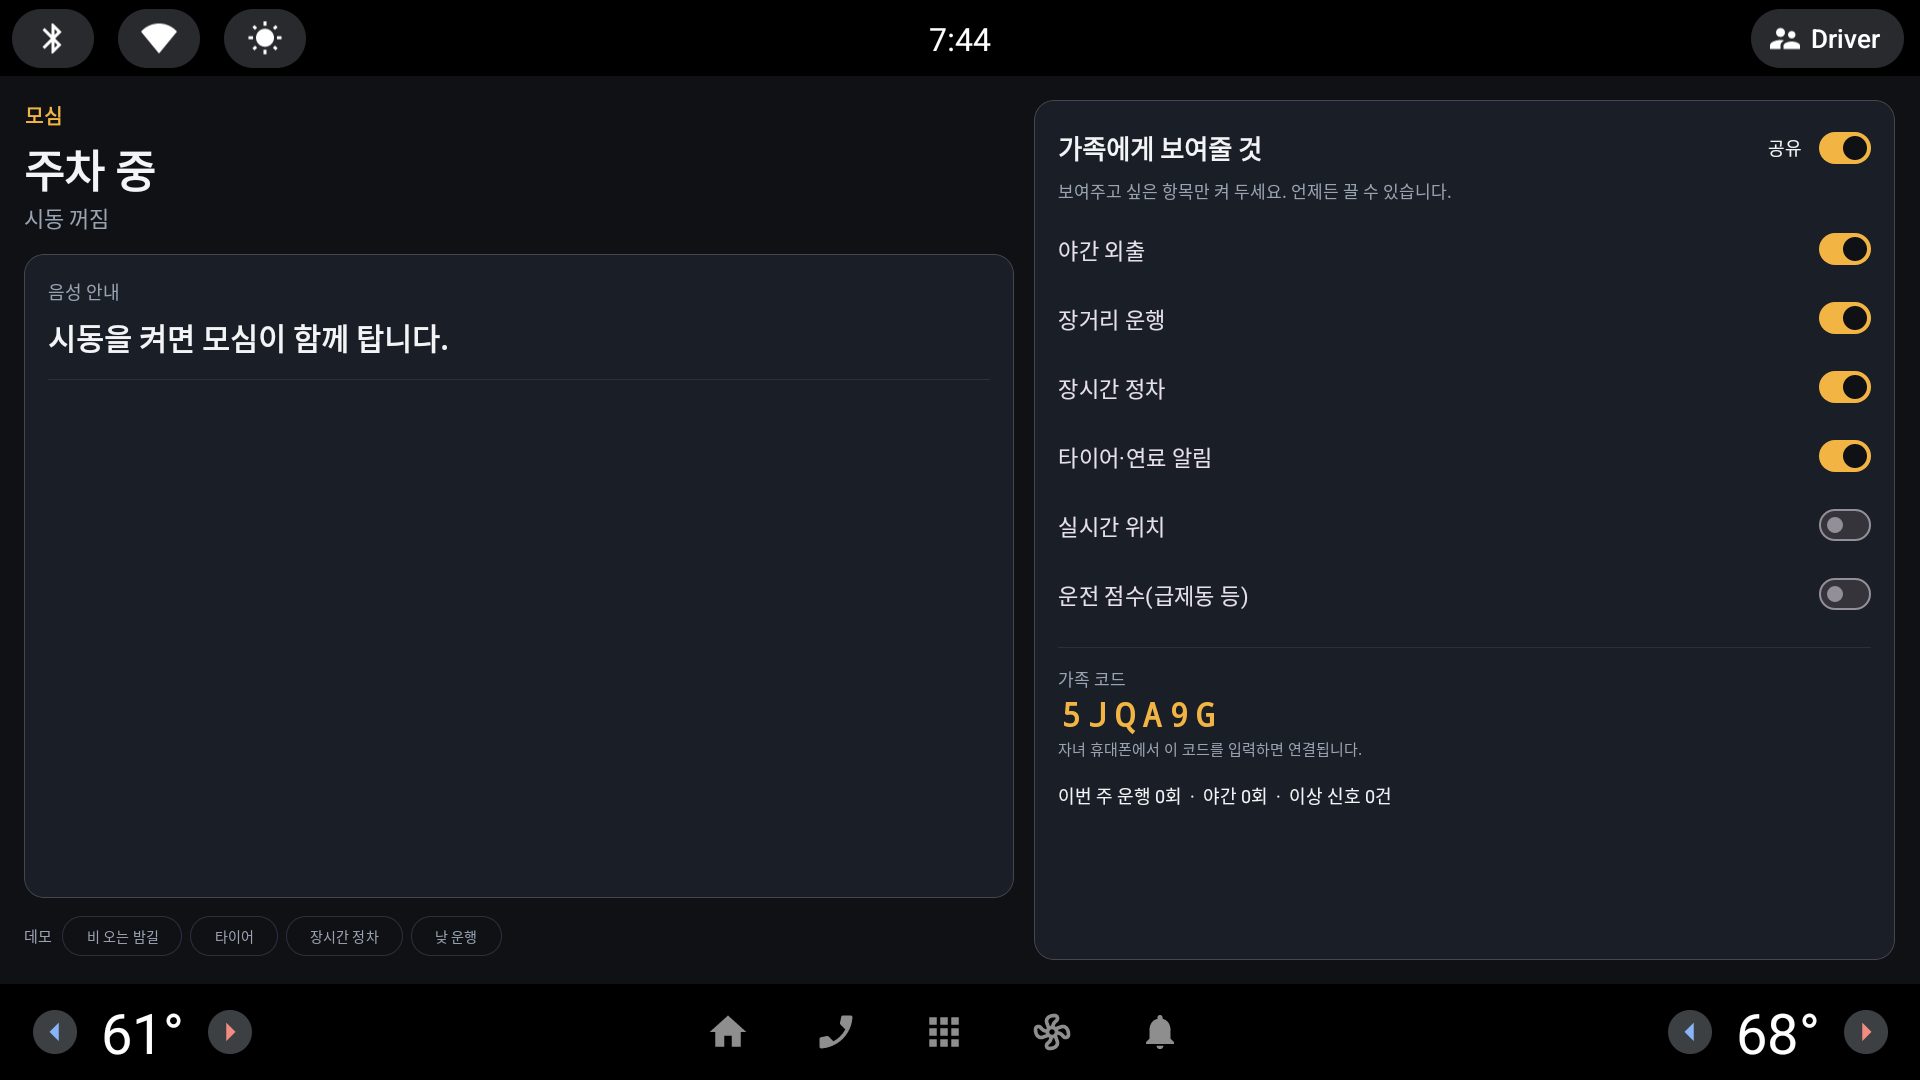 7:44
Driver
모심
주차 중
시동 꺼짐
음성 안내
시동을 켜면 모심이 함께 탑니다.
데모
비 오는 밤길
타이어
장시간 정차
낮 운행
가족에게 보여줄 것
공유
보여주고 싶은 항목만 켜 두세요. 언제든 끌 수 있습니다.
야간 외출
장거리 운행
장시간 정차
타이어·연료 알림
실시간 위치
운전 점수(급제동 등)
가족 코드
5JQA9G
자녀 휴대폰에서 이 코드를 입력하면 연결됩니다.
이번 주 운행 0회 · 야간 0회 · 이상 신호 0건
61°
68°